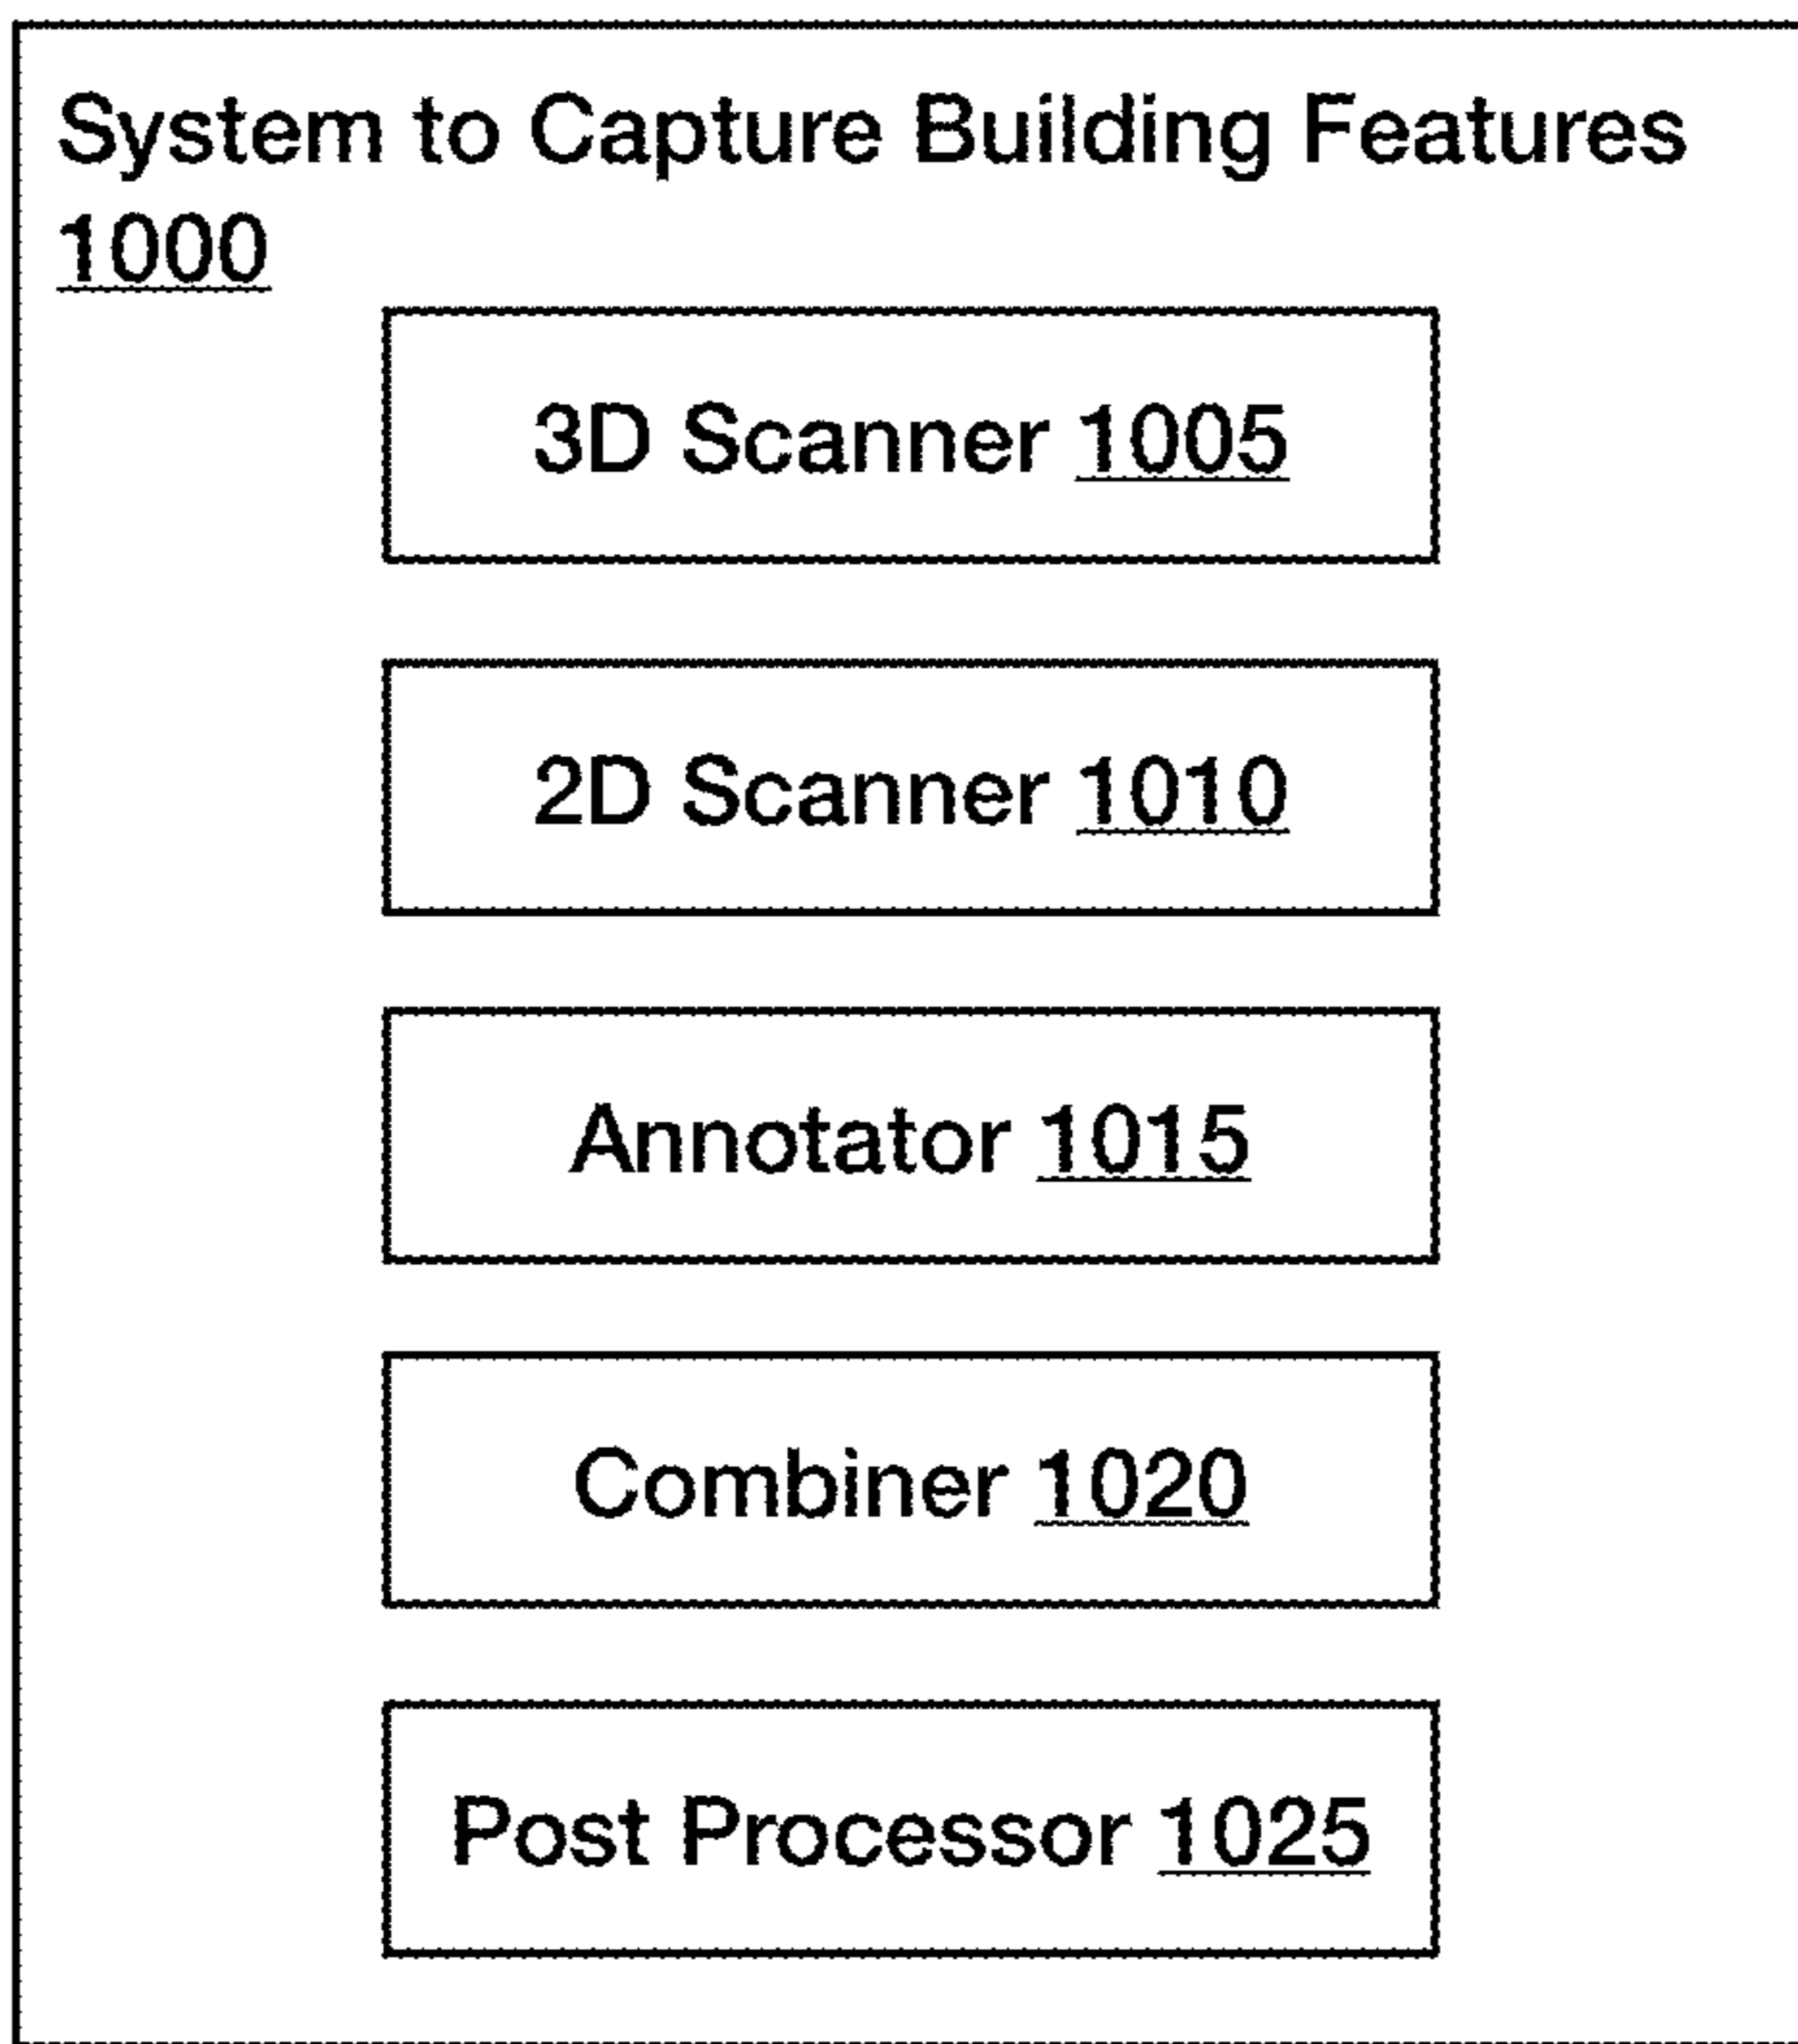 System to Capture Building Features
1000
3D Scanner 1005
2D Scanner 1010
Annotator 1015
Combiner 1020
Post Processor 1025